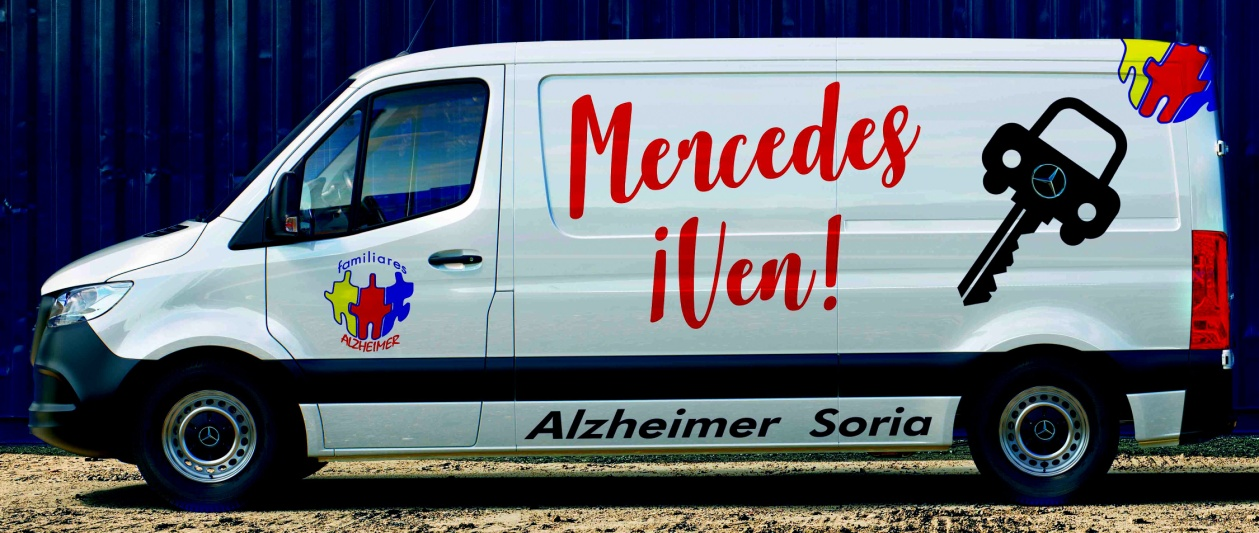 Mercedes
¡Ven!
familiares
ALZHEIMER
Alzheimer Soria